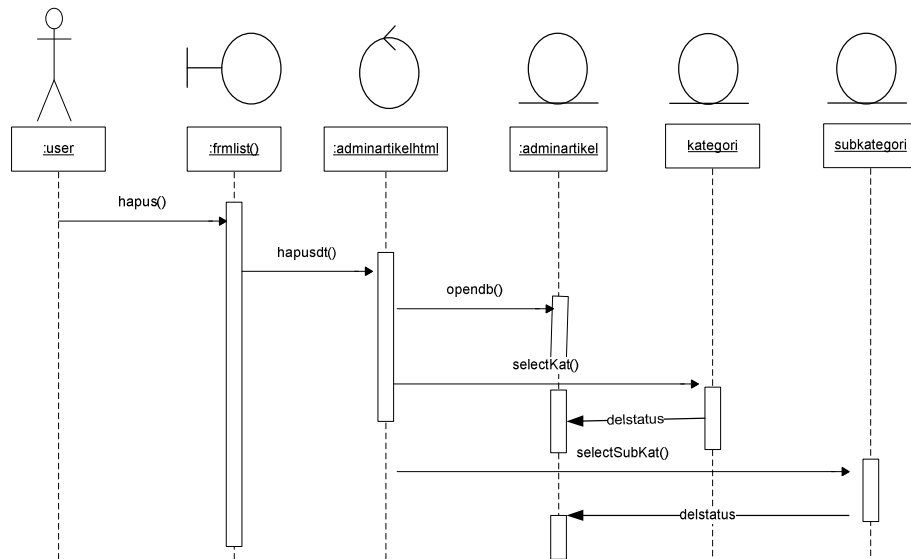 :user
:frmlist()
:adminartikelhtml
:adminartikel
kategori
subkategori
hapus()
hapusdt()
opendb()
selectKat()
delstatus
selectSubKat()
delstatus